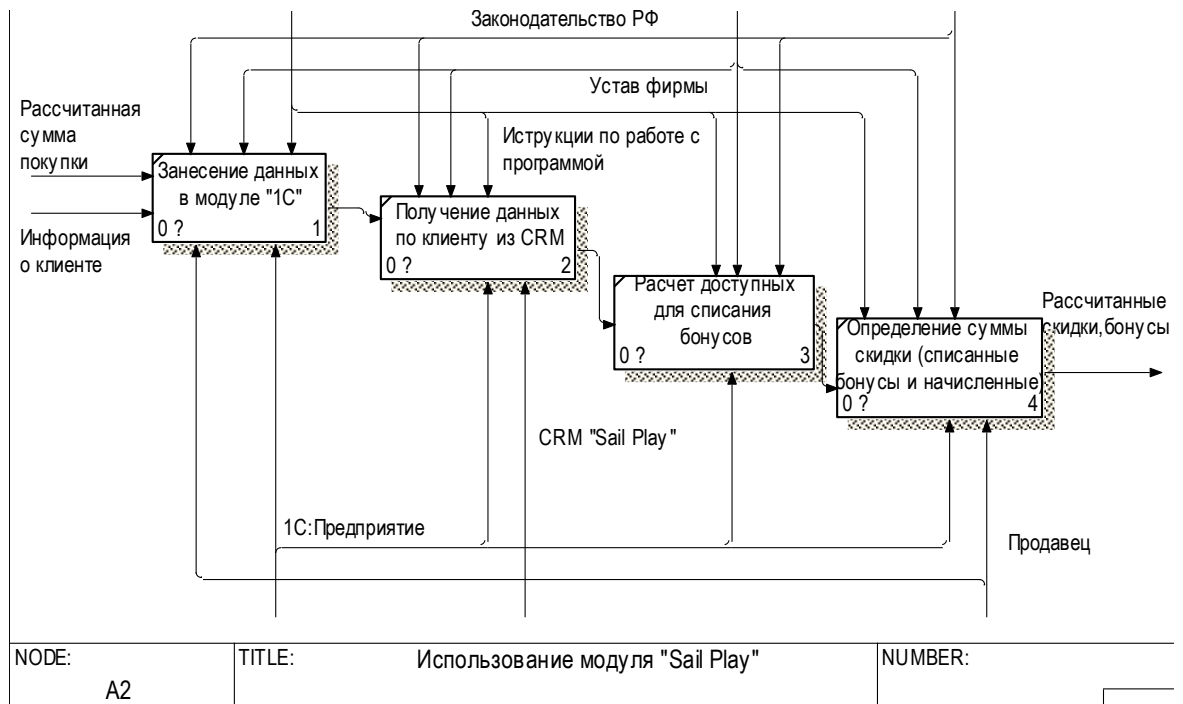 Законодательство РФ
Устав фирмы
Иструкции по работе с
программой
Рассчитанная
сумма
покупки
Информация
о клиенте
Занесение данных
в модуле "1С"
0 ?
1
Получение данных
по клиенту из CRM
0 ?
2
Расчет доступных
для списания
бонусов
0 ?
3
Определение суммы
скидки (списанные
бонусы и начисленные)
0 ?
4
Рассчитанные
скидки,бонусы
CRM "Sail Play"
1С:Предприятие
Продавец
NODE:
A2
TITLE:
Использование модуля "Sail Play"
NUMBER: